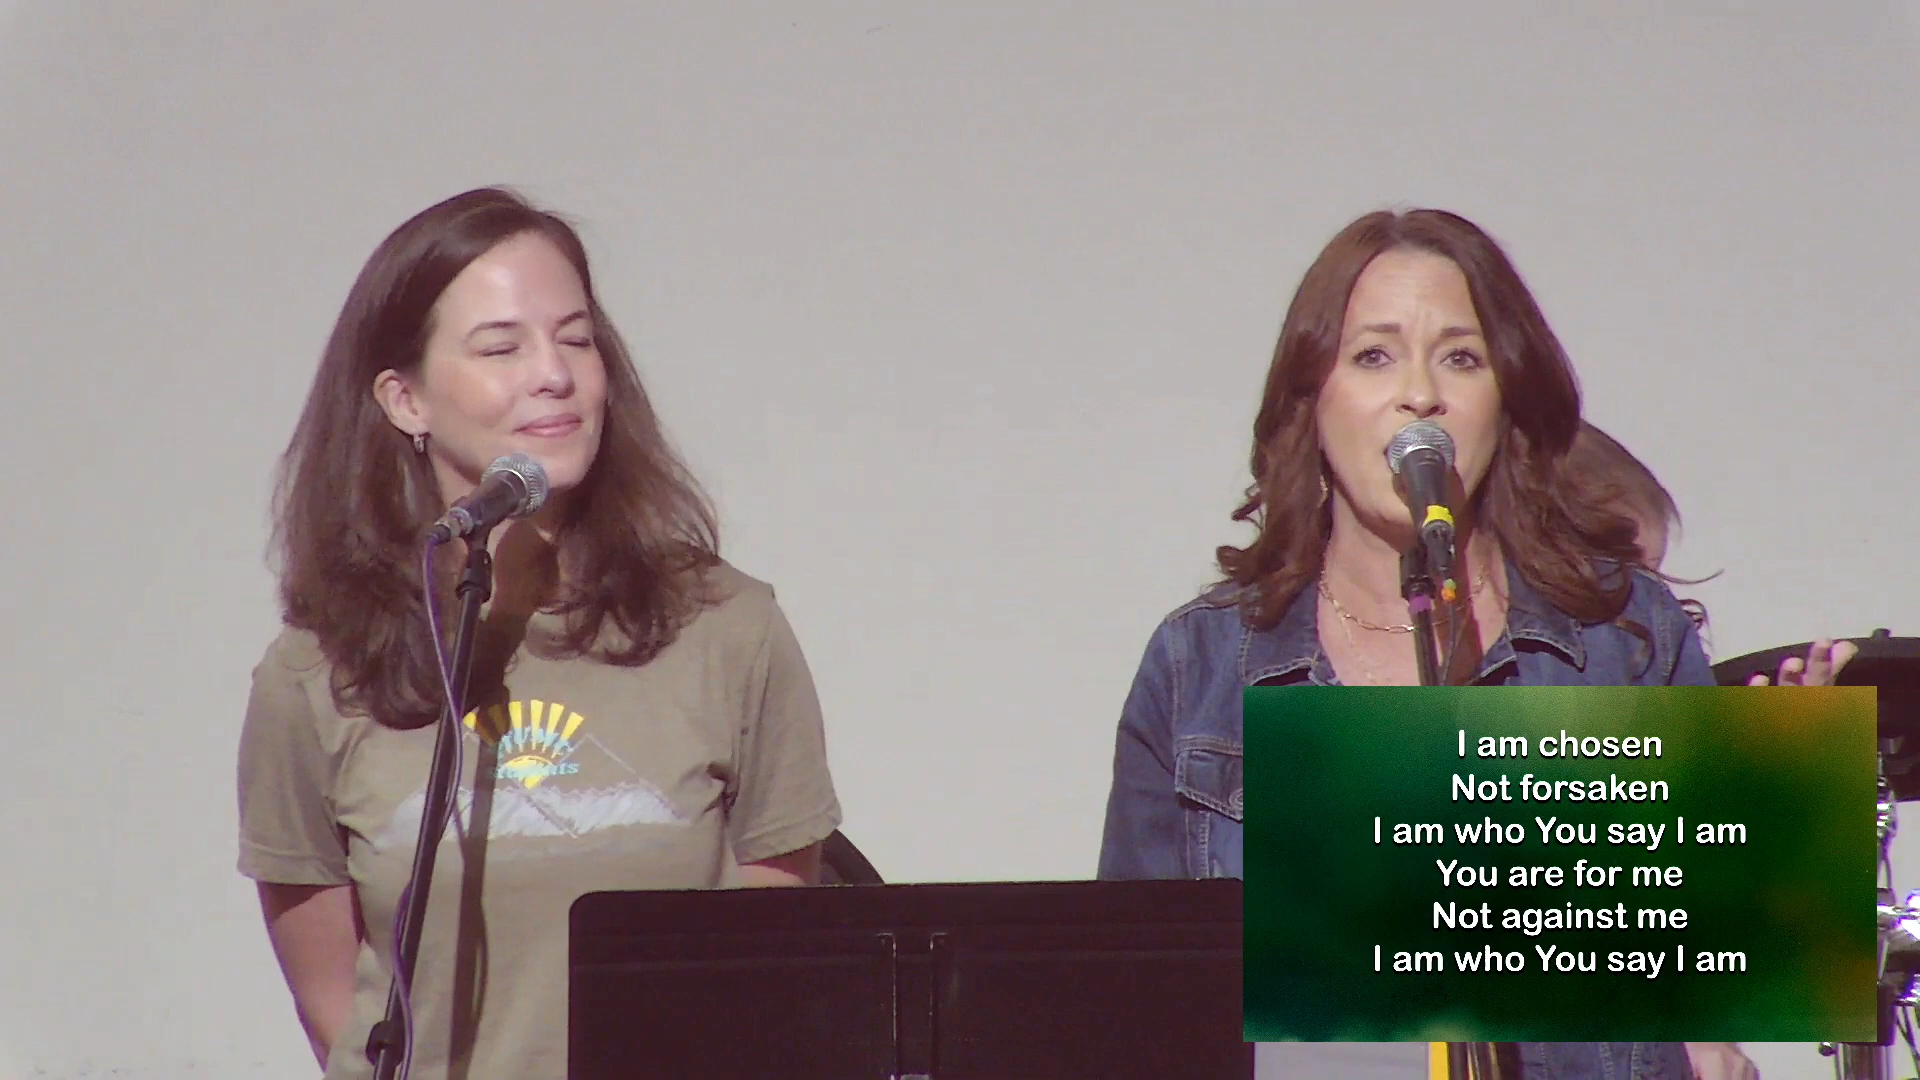 I am chosen
Not forsaken
I am who You say I am
You are for me
Not against me
I am who You say I am